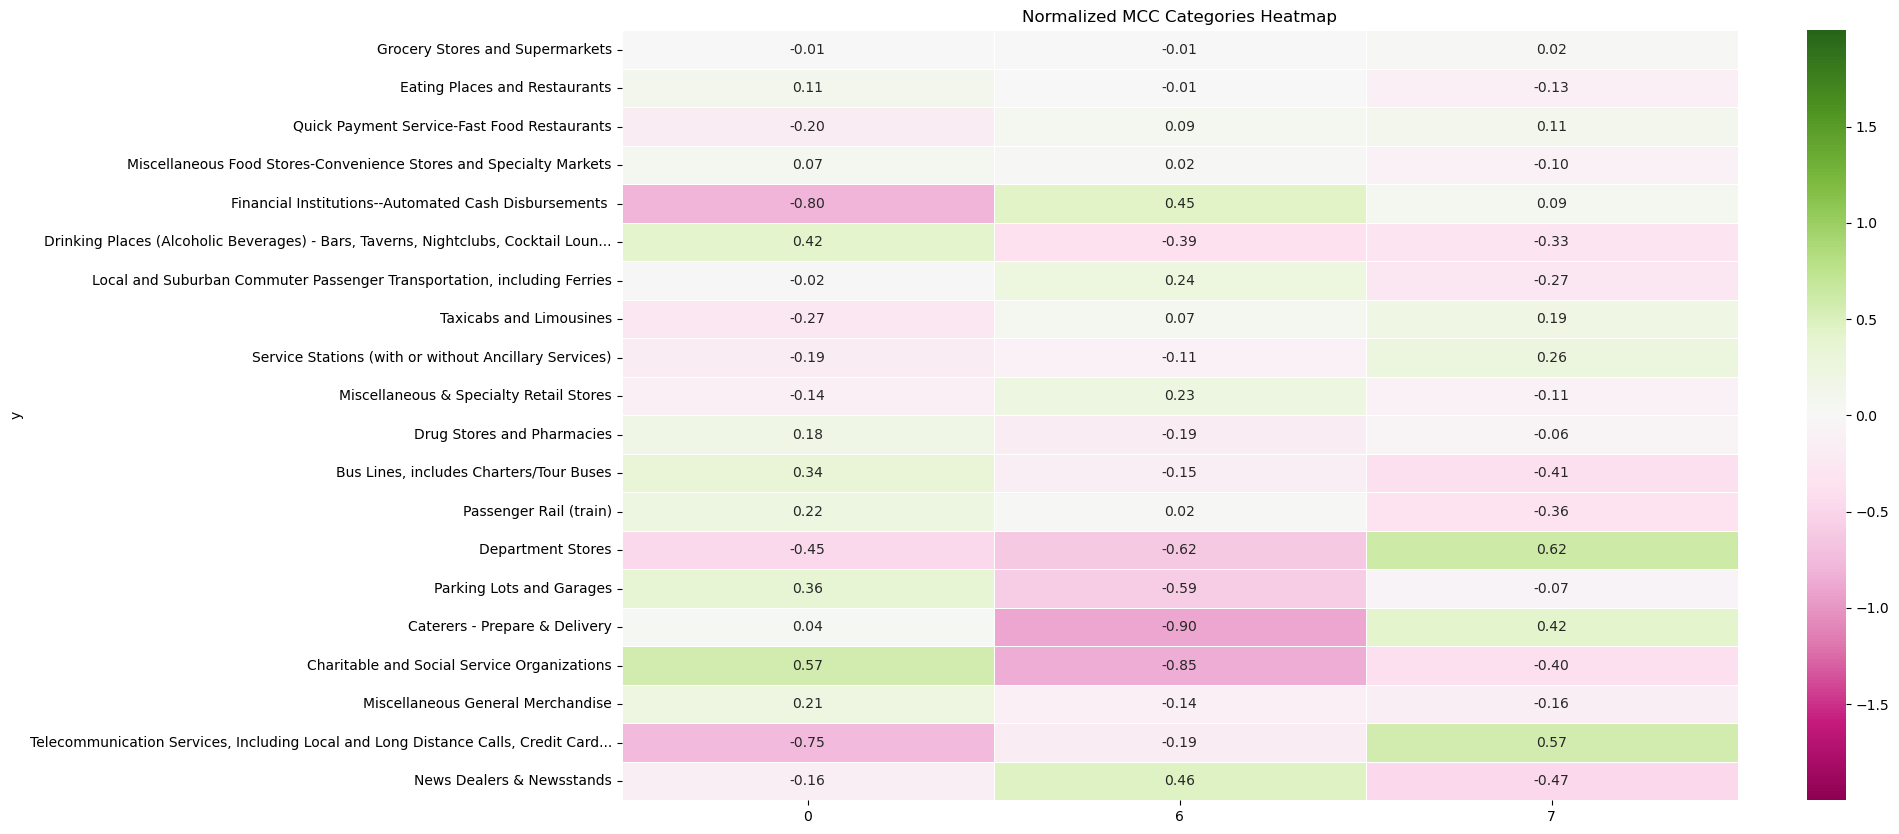 Normalized MCC Categories Heatmap
Grocery Stores and Supermarkets -0.01 -0.01 0.02
Eating Places and Restaurants 0.11 -0.01 -0.13
Quick Payment Service-Fast Food Restaurants -0.20 0.09 0.11
Miscellaneous Food Stores-Convenience Stores and Specialty Markets 0.07 0.02 -0.10
Financial Institutions--Automated Cash Disbursements -0.80 0.45 0.09
Drinking Places (Alcoholic Beverages) - Bars, Taverns, Nightclubs, Cocktail Loun... 0.42 -0.39 -0.33
Local and Suburban Commuter Passenger Transportation, including Ferries -0.02 0.24 -0.27
Taxicabs and Limousines -0.27 0.07 0.19
Service Stations (with or without Ancillary Services) -0.19 -0.11 0.26
Miscellaneous & Specialty Retail Stores -0.14 0.23 -0.11
Drug Stores and Pharmacies 0.18 -0.19 -0.06
Bus Lines, includes Charters/Tour Buses 0.34 -0.15 -0.41
Passenger Rail (train) 0.22 0.02 -0.36
Department Stores -0.45 -0.62 0.62
Parking Lots and Garages 0.36 -0.59 -0.07
Caterers - Prepare & Delivery 0.04 -0.90 0.42
Charitable and Social Service Organizations 0.57 -0.85 -0.40
Miscellaneous General Merchandise 0.21 -0.14 -0.16
Telecommunication Services, Including Local and Long Distance Calls, Credit Card... -0.75 -0.19 0.57
News Dealers & Newsstands -0.16 0.46 -0.47
0 6 7
y
1.5
1.0
0.5
0.0
−0.5
−1.0
−1.5